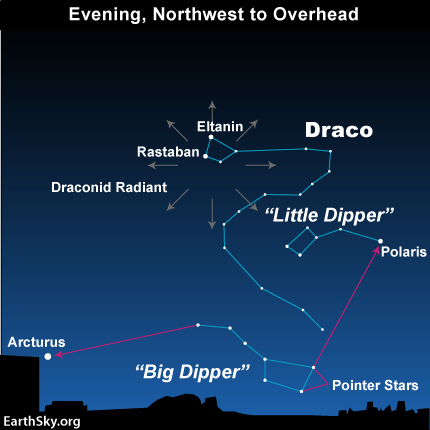 Evening, Northwest to Overhead
Eltanin
Draco
Rastaban
Draconid Radiant
“Little Dipper”
Polaris
Arcturus
“Big Dipper”
Pointer Stars
EarthSky.org